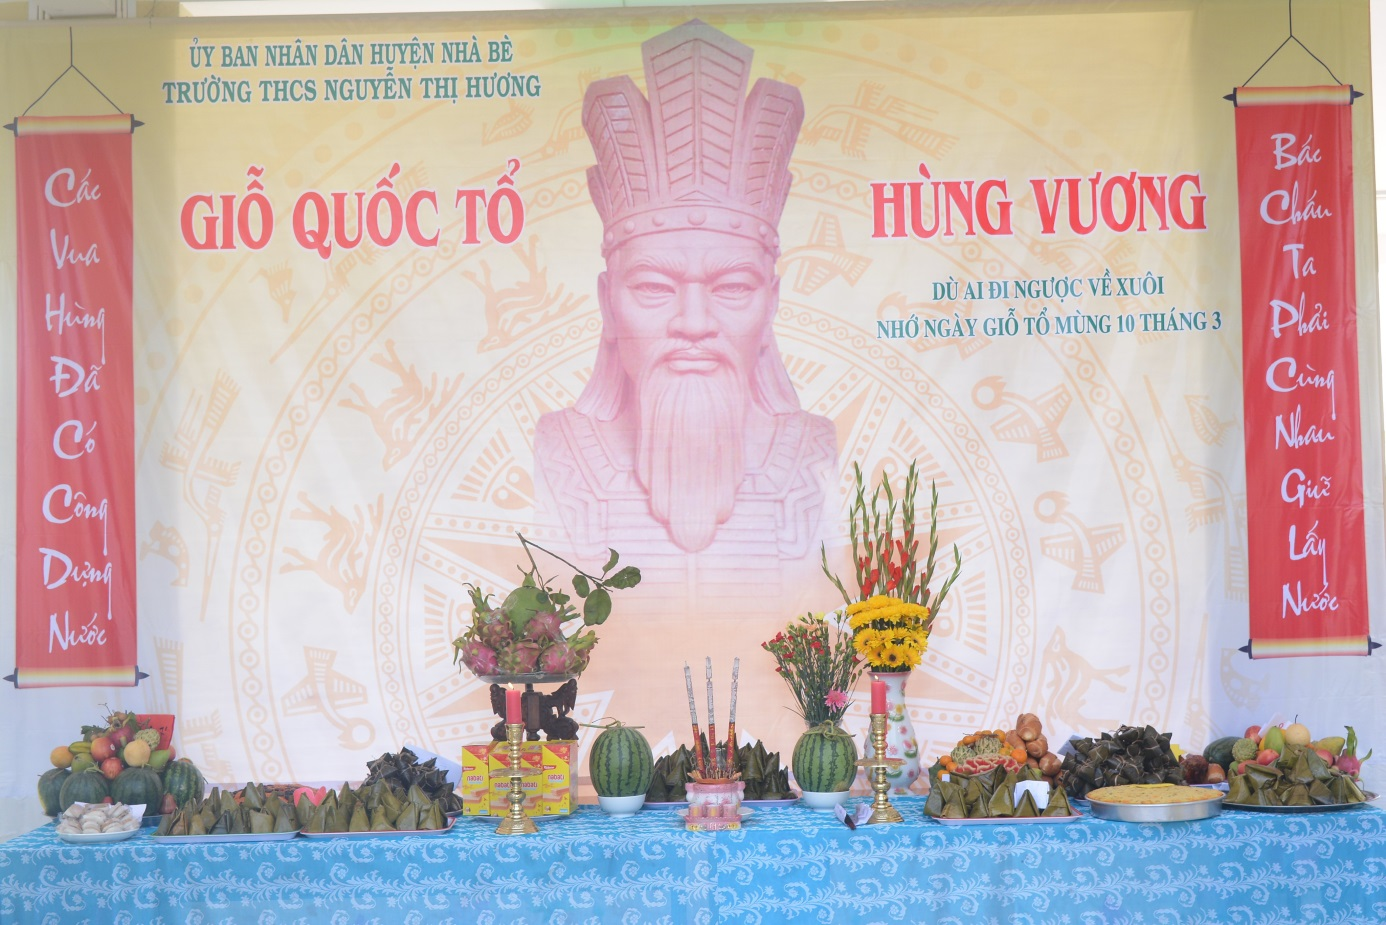 ỦY BAN NHÂN DÂN HUYỆN NHÀ BÈ
TRƯỜNG THCS NGUYỄN THỊ HƯƠNG
GIỖ QUỐC TỔ HÙNG VƯƠNG
DÙ AI ĐI NGƯỢC VỀ XUÔI
NHỚ NGÀY GIỖ TỔ MÙNG 10 THÁNG 3
Các
Vua
Hùng
Đã
Có
Công
Dựng
Nước
Bác
Cháu
Ta
Phải
Cùng
Nhau
Giữ
Lấy
Nước
nabati